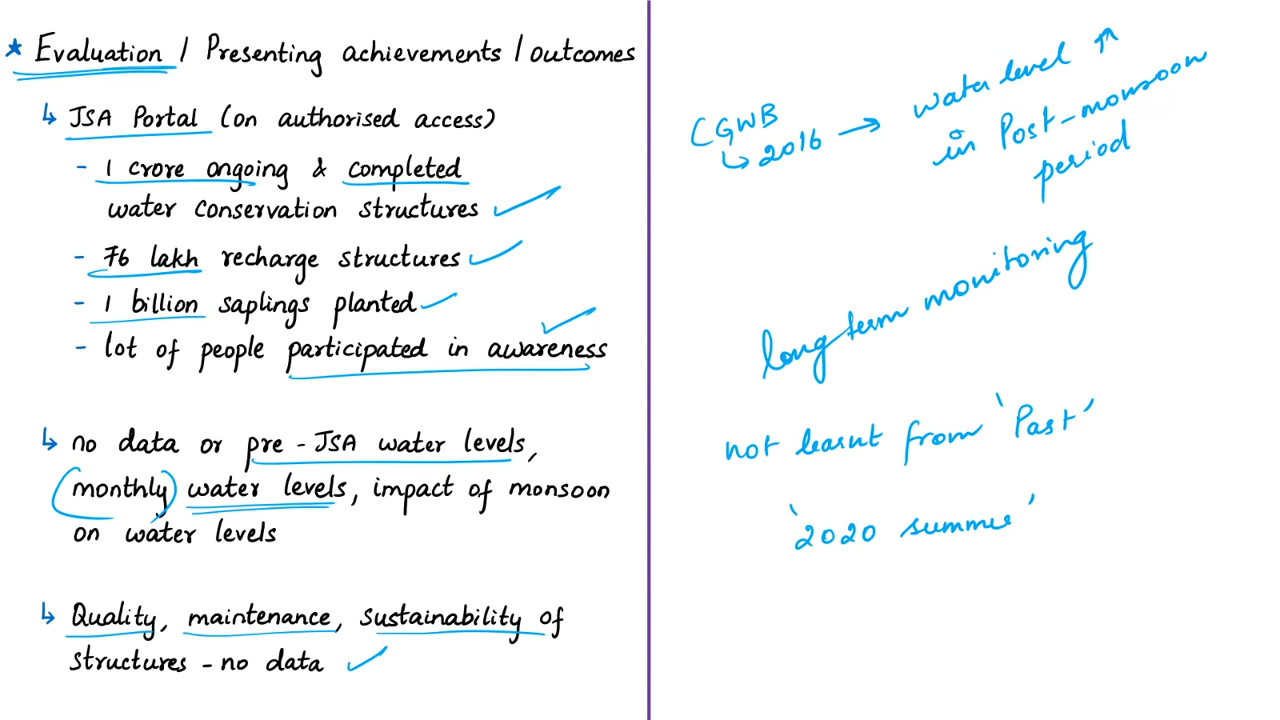 * Evaluation / Presenting achievements / outcomes
↳ JSA Portal (on authorised access)
- 1 crore ongoing & completed
water conservation structures
- 76 lakh recharge structures
- 1 billion saplings planted
- lot of people participated in awareness
↳ no data or pre-JSA water levels,
(monthly) water levels, impact of monsoon
on water levels
↳ Quality, maintenance, sustainability of
structures - no data
CGWB
↳ 2016 → water level ↑
in Post-monsoon
period
long term monitoring
not learnt from 'Past'
'2020 summer'